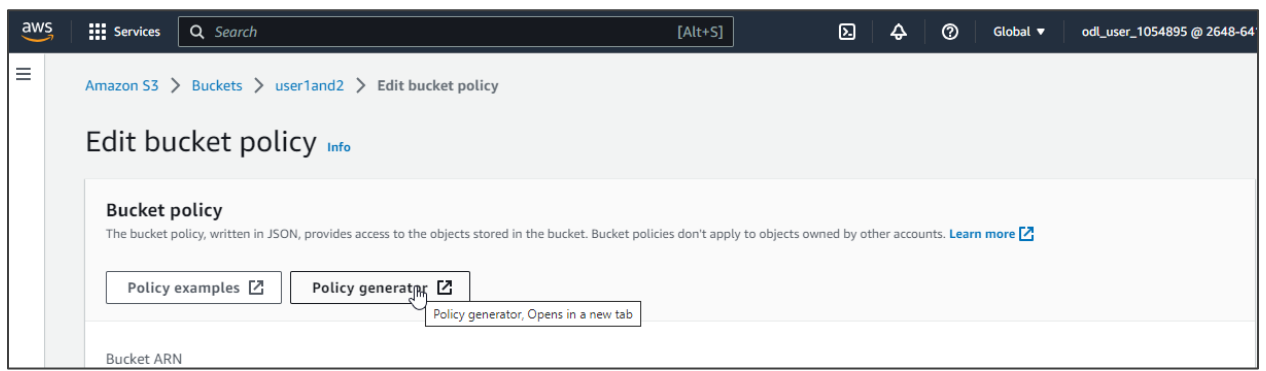 aws Services Search [Alt+S] Global odl_user_1054895 @ 2648-64
Amazon S3 > Buckets > user1and2 > Edit bucket policy
Edit bucket policy Info
Bucket policy
The bucket policy, written in JSON, provides access to the objects stored in the bucket. Bucket policies don't apply to objects owned by other accounts. Learn more
Policy examples Policy generator
Policy generator, Opens in a new tab
Bucket ARN